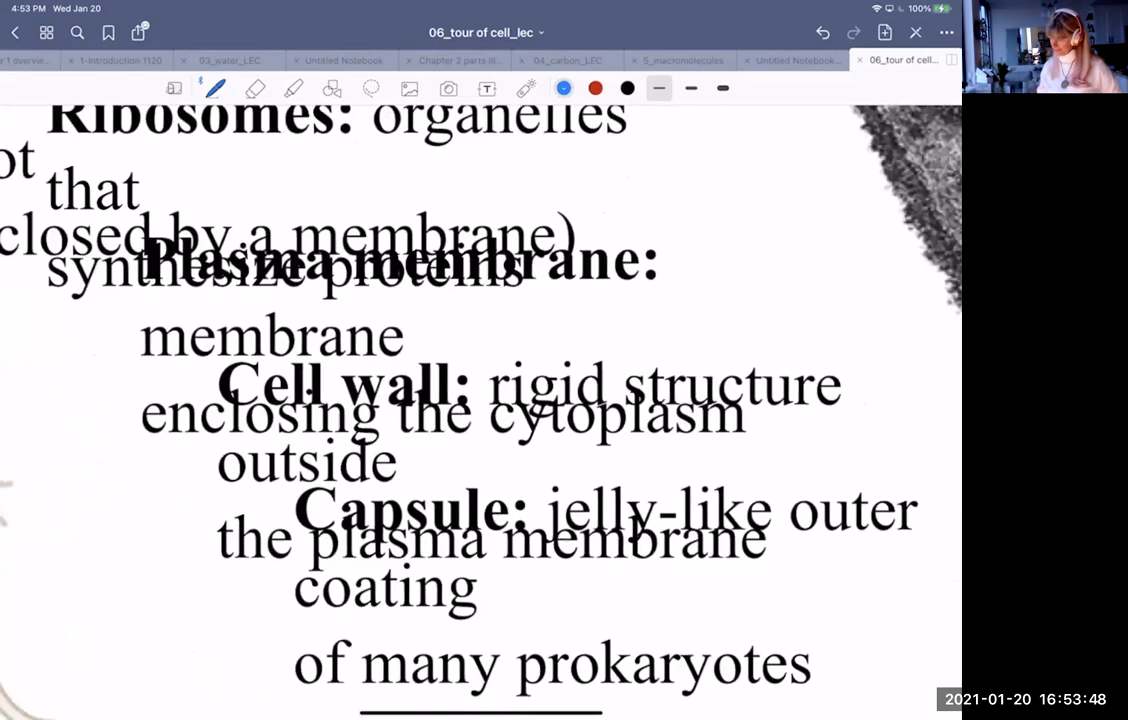 4:53 PM Wed Jan 20
100%
06_tour of cell_lec
r 1 overvie...
1-Introduction 1120
03_water_LEC
Untitled Notebook
Chapter 2 parts ill...
04_carbon_LEC
5_macromolecules
Untitled Notebook...
06_tour of cell...
Ribosomes: organelles
ot
that
closed by a membrane)
synthesize proteins
Plasma membrane:
membrane
Cell wall: rigid structure
enclosing the cytoplasm
outside
Capsule: jelly-like outer
the plasma membrane
coating
of many prokaryotes
2021-01-20 16:53:48